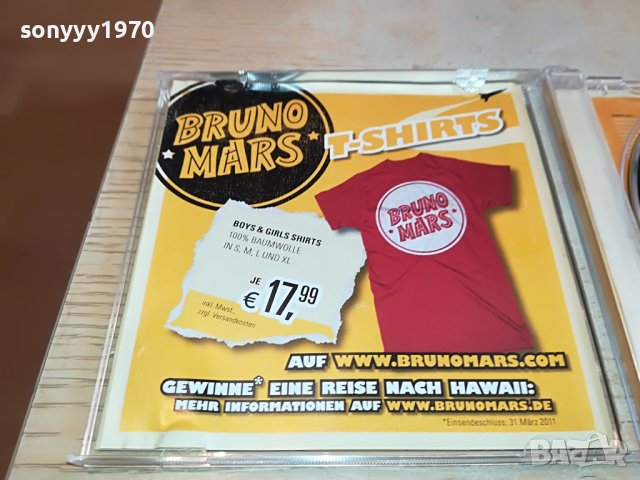 sonyyy1970
BRUNO
MARS
T-SHIRTS
BRUNO
MARS
BOYS & GIRLS SHIRTS
100% BAUMWOLLE
IN S, M, L UND XL
JE
€ 17,99
inkl. Mwst.,
zzgl. Versandkosten
AUF WWW.BRUNOMARS.COM
GEWINNE* EINE REISE NACH HAWAII:
MEHR INFORMATIONEN AUF WWW.BRUNOMARS.DE
*Einsendeschluss: 31 März 2011
BAZAR